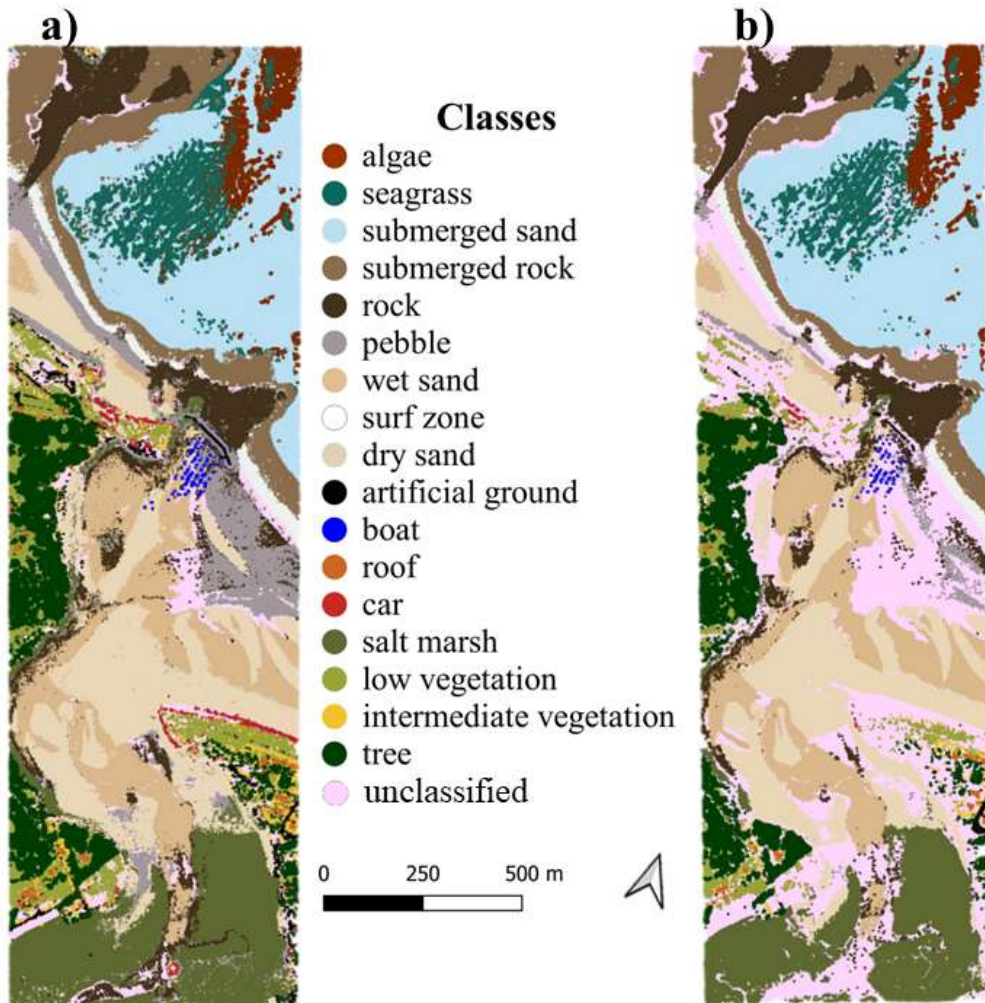 a)
b)
Classes
algae
seagrass
submerged sand
submerged rock
rock
pebble
wet sand
surf zone
dry sand
artificial ground
boat
roof
car
salt marsh
low vegetation
intermediate vegetation
tree
unclassified
0 250 500 m